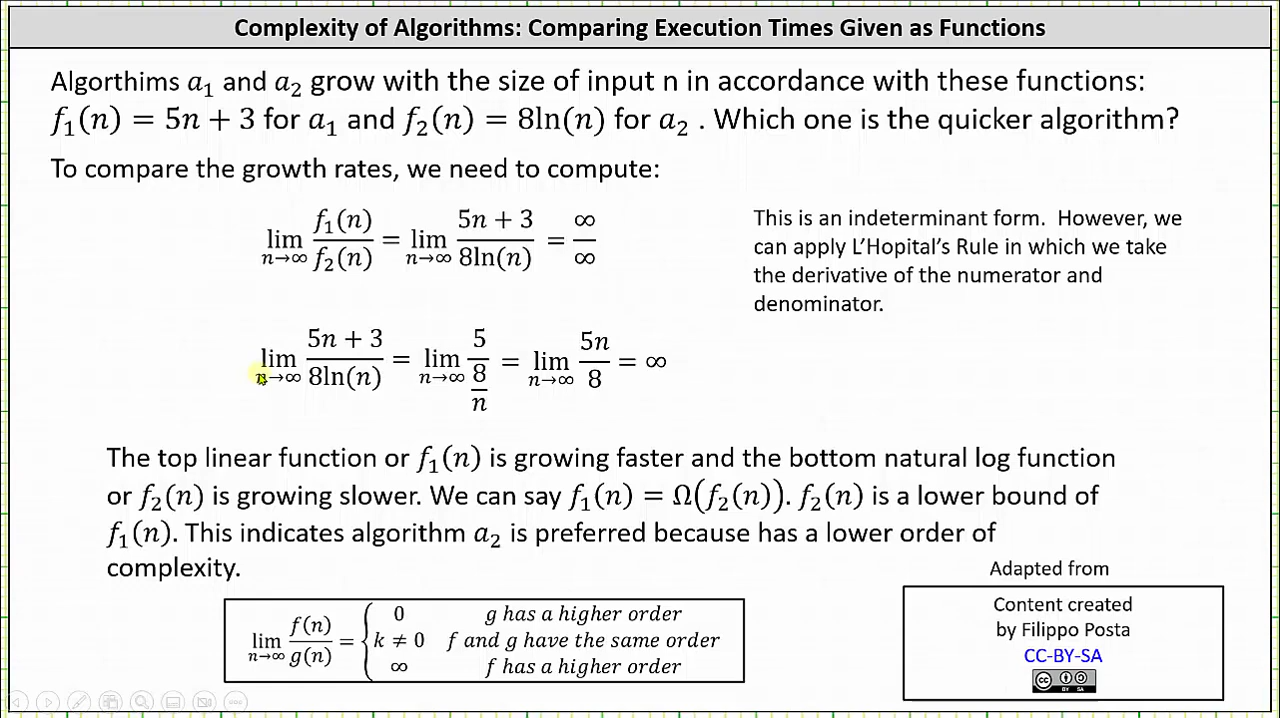 Complexity of Algorithms: Comparing Execution Times Given as Functions
Algorthims a₁ and a₂ grow with the size of input n in accordance with these functions:
f₁(n) = 5n + 3 for a₁ and f₂(n) = 8ln(n) for a₂ . Which one is the quicker algorithm?
To compare the growth rates, we need to compute:
lim n→∞ f₁(n)/f₂(n) = lim n→∞ (5n + 3)/(8ln(n)) = ∞/∞
This is an indeterminant form. However, we
can apply L'Hopital's Rule in which we take
the derivative of the numerator and
denominator.
lim n→∞ (5n + 3)/(8ln(n)) = lim n→∞ 5/(8/n) = lim n→∞ 5n/8 = ∞
The top linear function or f₁(n) is growing faster and the bottom natural log function
or f₂(n) is growing slower. We can say f₁(n) = Ω(f₂(n)). f₂(n) is a lower bound of
f₁(n). This indicates algorithm a₂ is preferred because has a lower order of
complexity.
lim n→∞ f(n)/g(n) = {
0 g has a higher order
k ≠ 0 f and g have the same order
∞ f has a higher order
Adapted from
Content created
by Filippo Posta
CC-BY-SA
cc BY SA